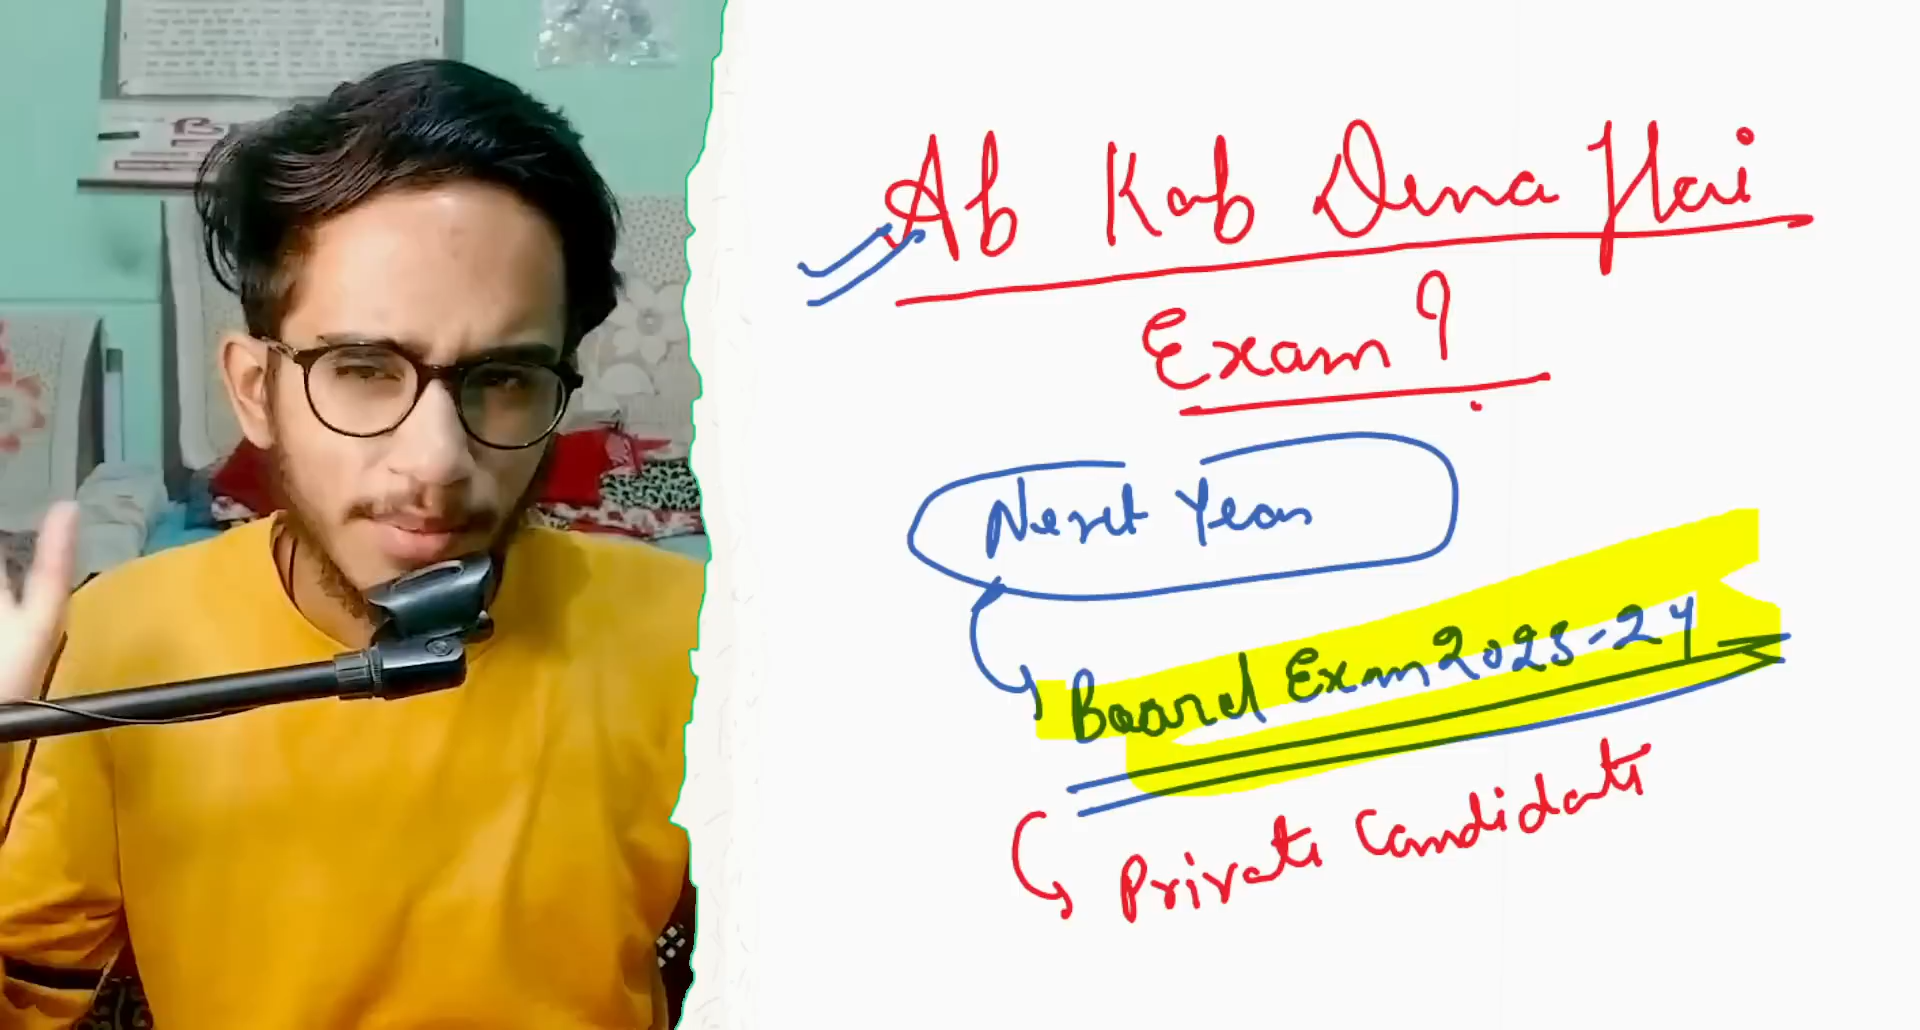 Ab Kab Dena Hai
Exam?
Next Year
Board Exam 2023-24
Private Candidate